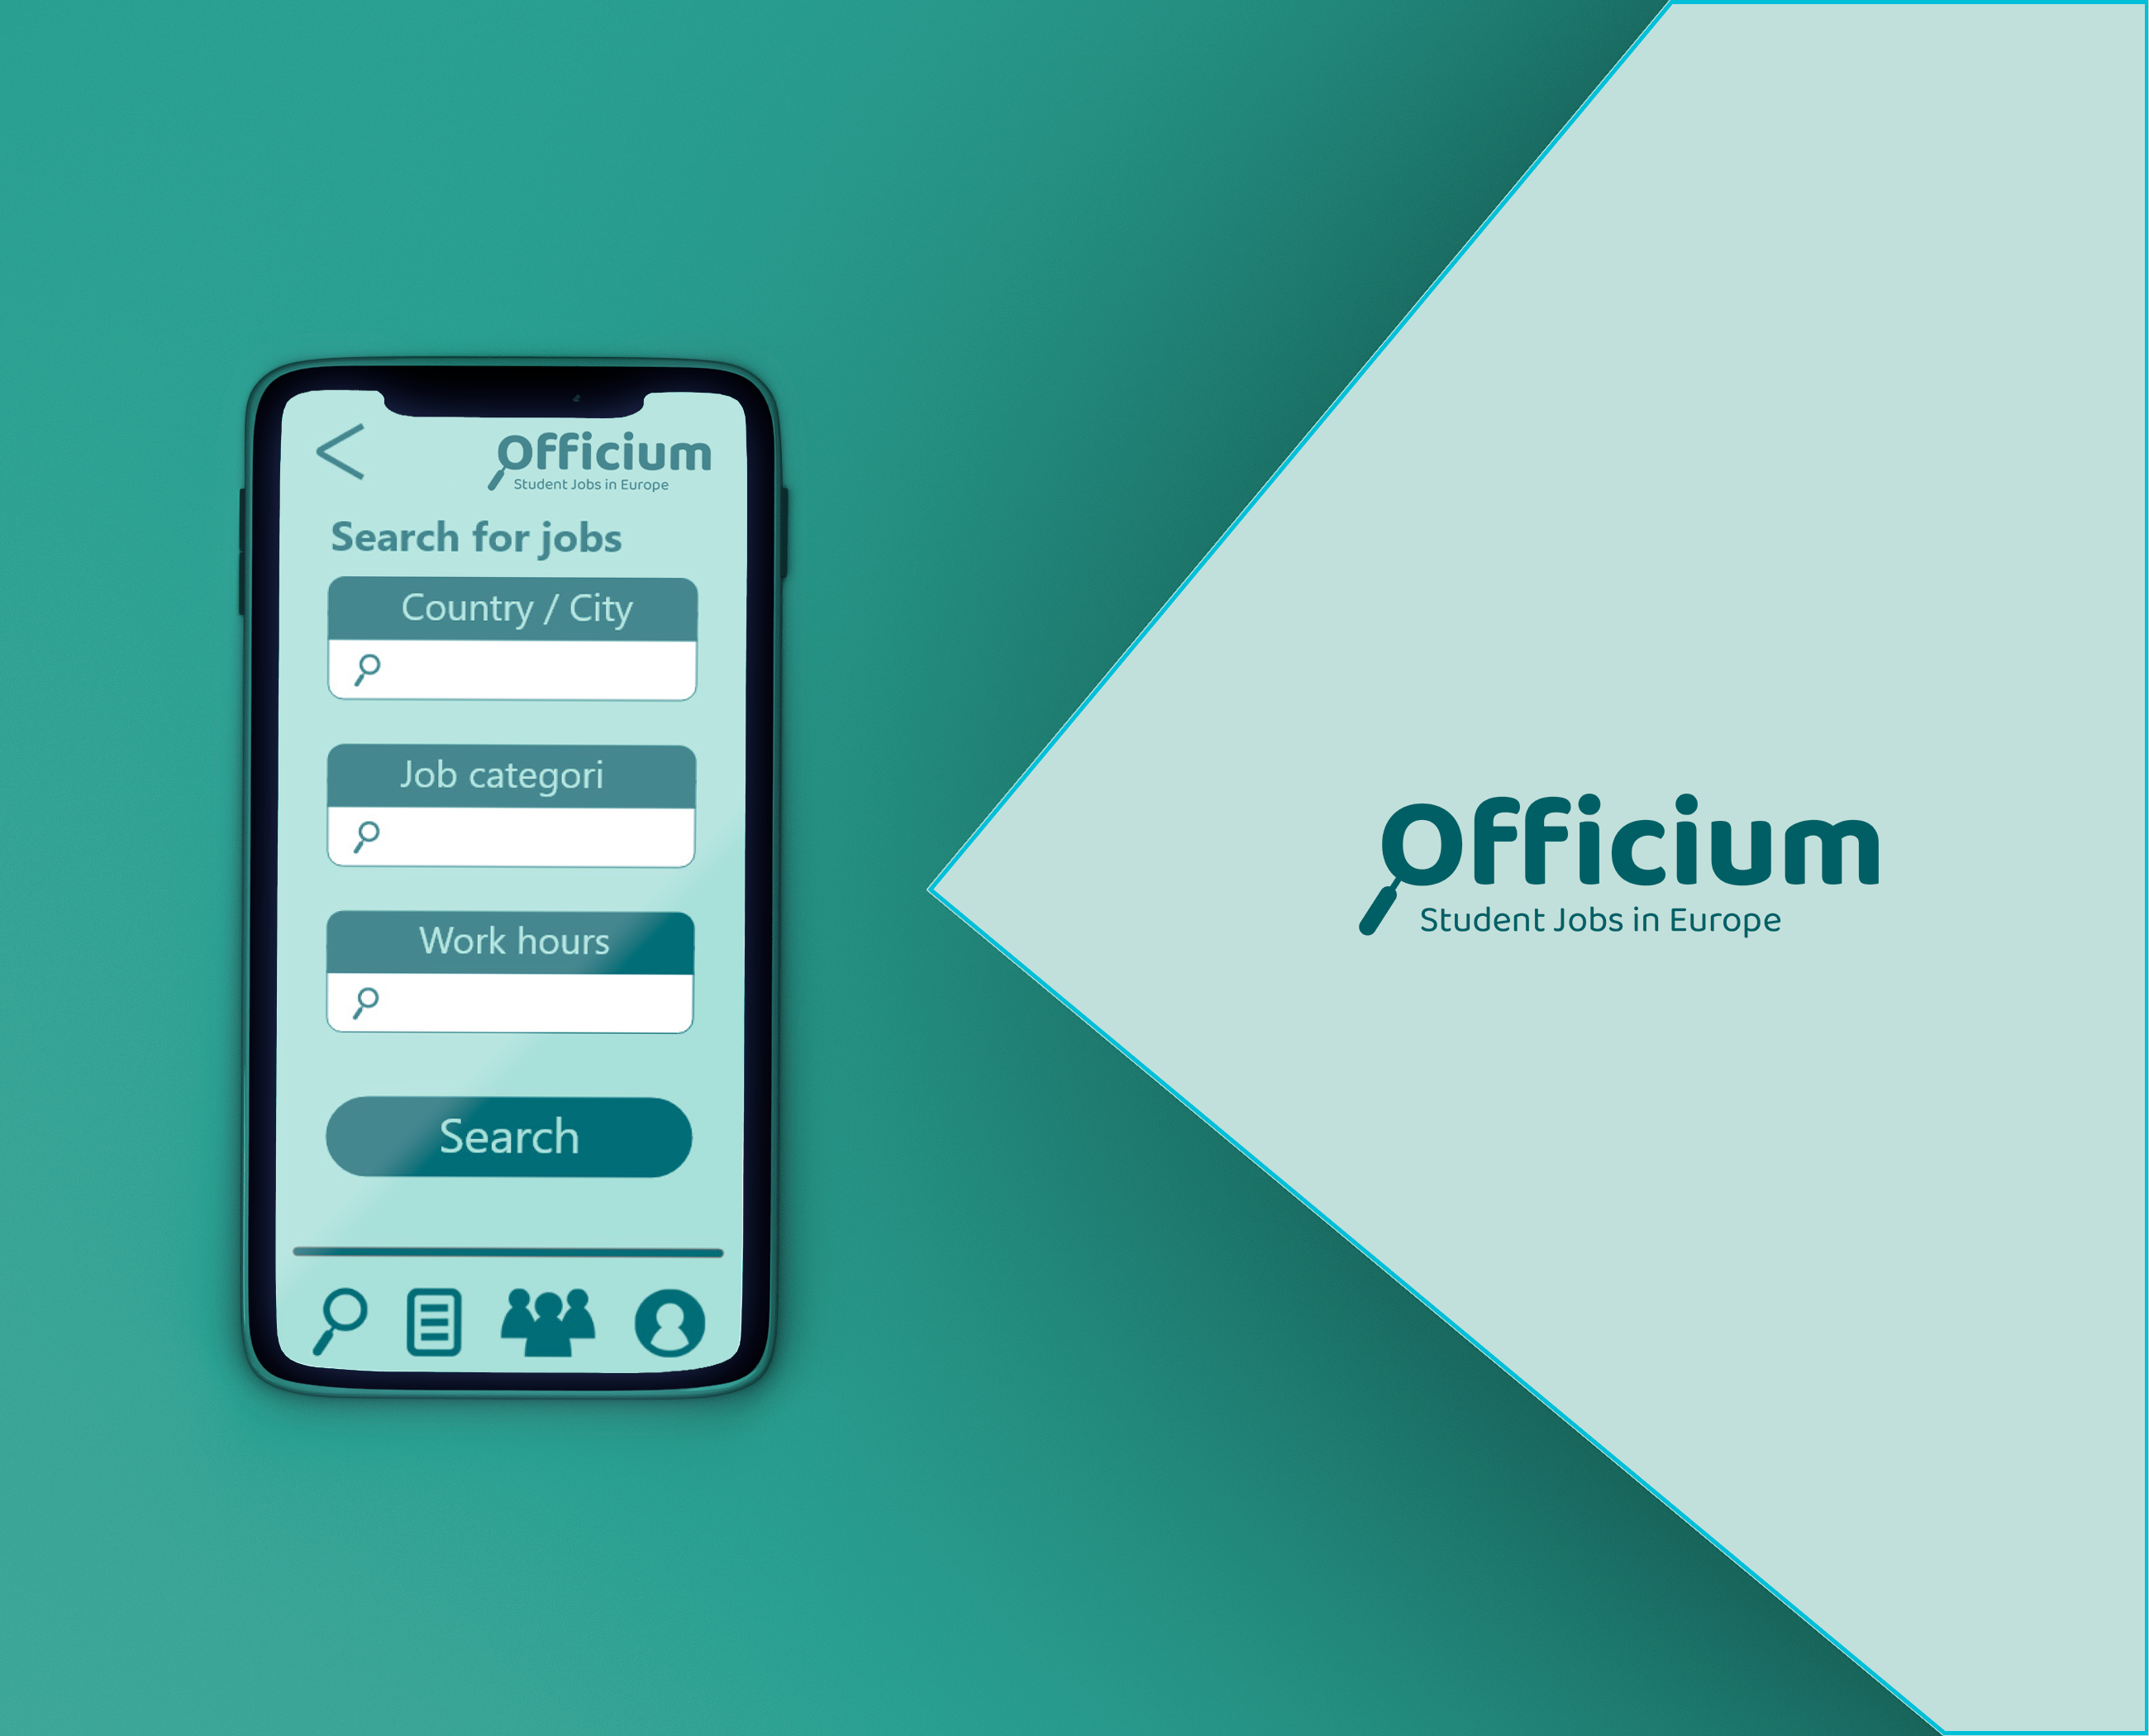 Officium
Student Jobs in Europe
Search for jobs
Country / City
Job categori
Work hours
Search
Officium
Student Jobs in Europe